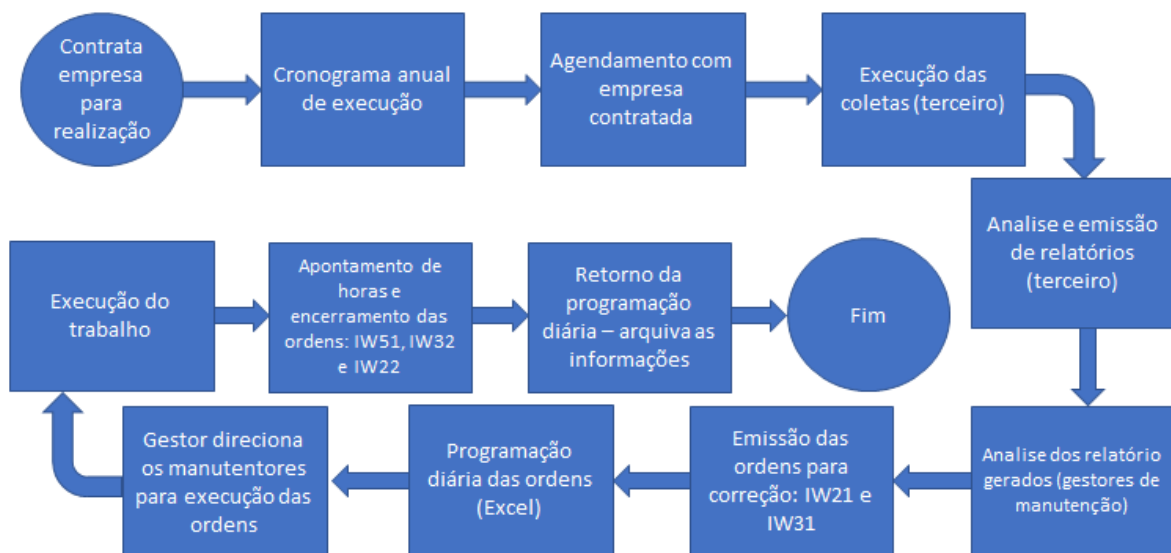 Contrata
empresa
para
realização
Cronograma anual
de execução
Agendamento com
empresa
contratada
Execução das
coletas (terceiro)
Analise e emissão
de relatórios
(terceiro)
Analise dos relatório
gerados (gestores de
manutenção)
Emissão das
ordens para
correção: IW21 e
IW31
Programação
diária das ordens
(Excel)
Gestor direciona
os manutentores
para execução das
ordens
Execução do
trabalho
Apontamento de
horas e
encerramento das
ordens: IW51, IW32
e IW22
Retorno da
programação
diária – arquiva as
informações
Fim